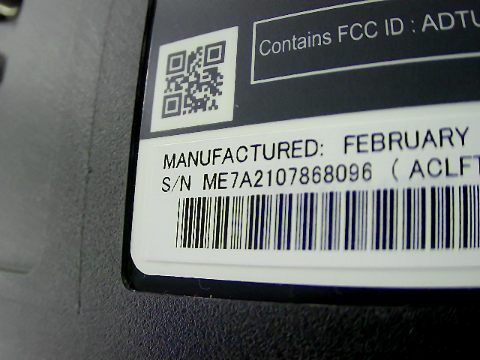 Contains FCC ID : ADTU
MANUFACTURED: FEBRUARY
S/N ME7A2107868096 ( ACLFT